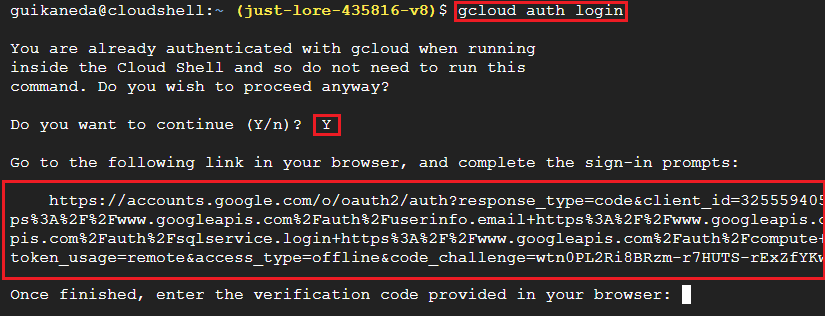 guikaneda@cloudshell:~ (just-lore-435816-v8)$ gcloud auth login
You are already authenticated with gcloud when running
inside the Cloud Shell and so do not need to run this
command. Do you wish to proceed anyway?
Do you want to continue (Y/n)? Y
Go to the following link in your browser, and complete the sign-in prompts:
https://accounts.google.com/o/oauth2/auth?response_type=code&client_id=325559405
ps%3A%2F%2Fwww.googleapis.com%2Fauth%2Fuserinfo.email+https%3A%2F%2Fwww.googleapis.c
pis.com%2Fauth%2Fsqlservice.login+https%3A%2F%2Fwww.googleapis.com%2Fauth%2Fcompute+
token_usage=remote&access_type=offline&code_challenge=wtn0PL2Ri8BRzm-r7HUTS-rExZfYKw
Once finished, enter the verification code provided in your browser: